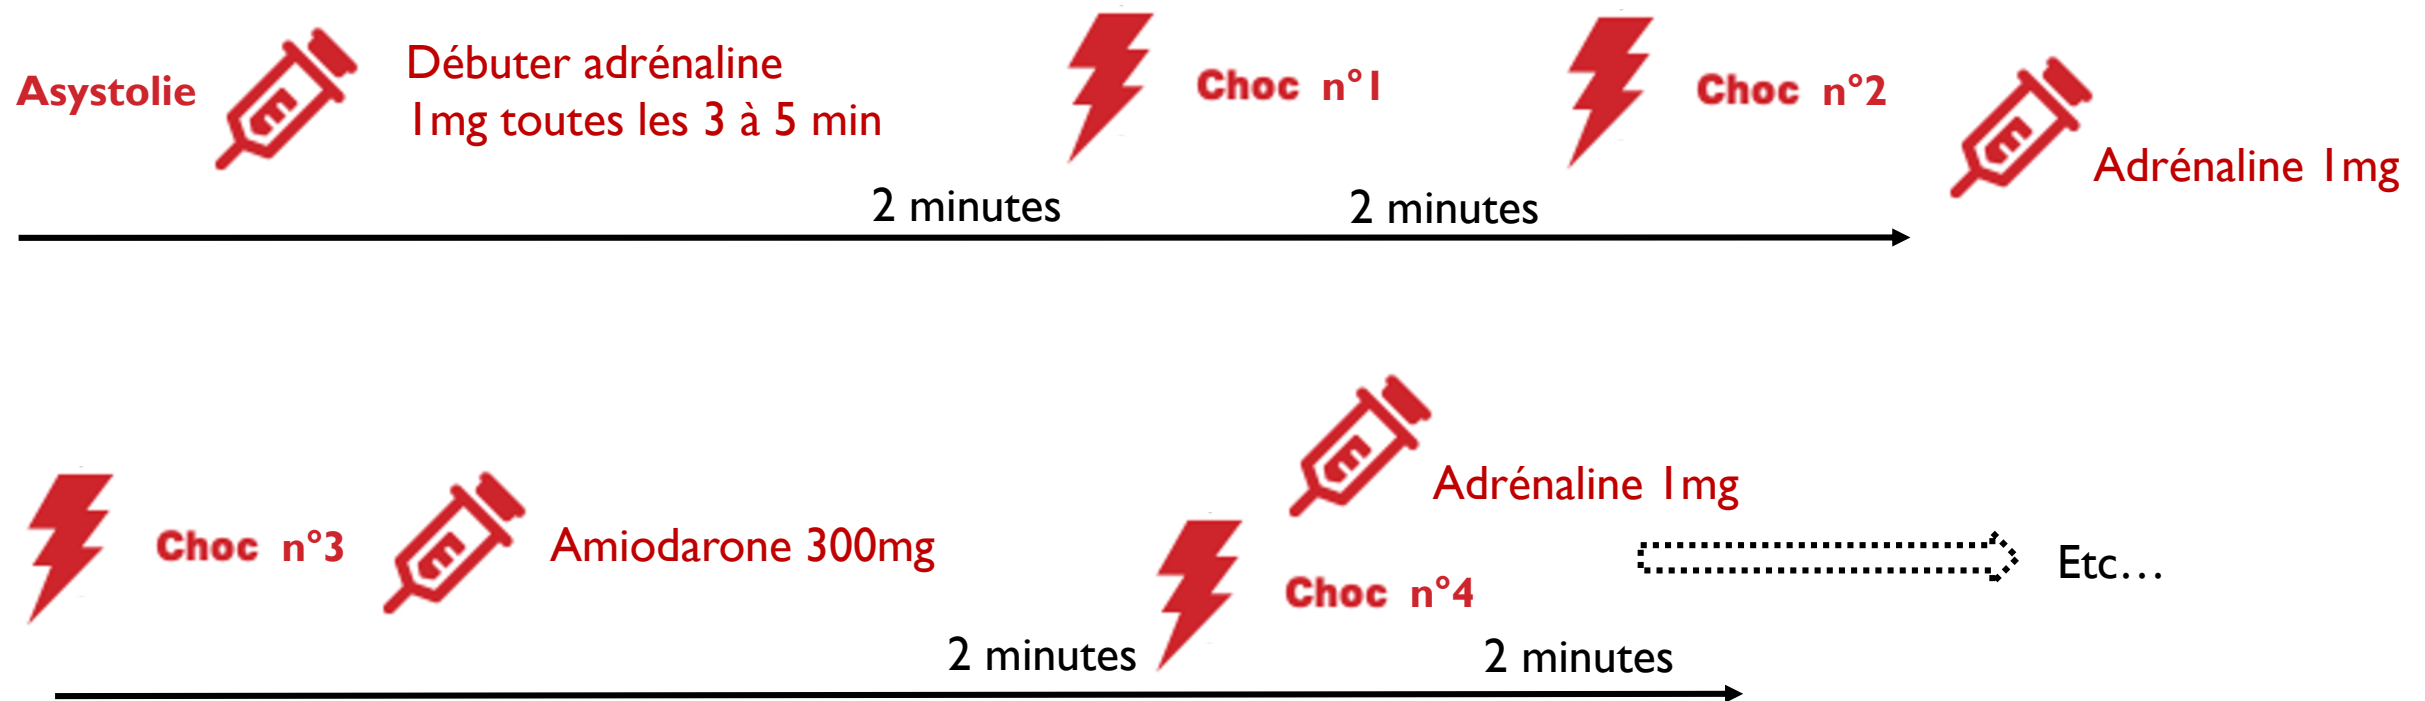 Asystolie
Débuter adrénaline
1mg toutes les 3 à 5 min
Choc n°1
Choc n°2
Adrénaline 1mg
2 minutes
2 minutes
Choc n°3
Amiodarone 300mg
Adrénaline 1mg
Choc n°4
Etc…
2 minutes
2 minutes